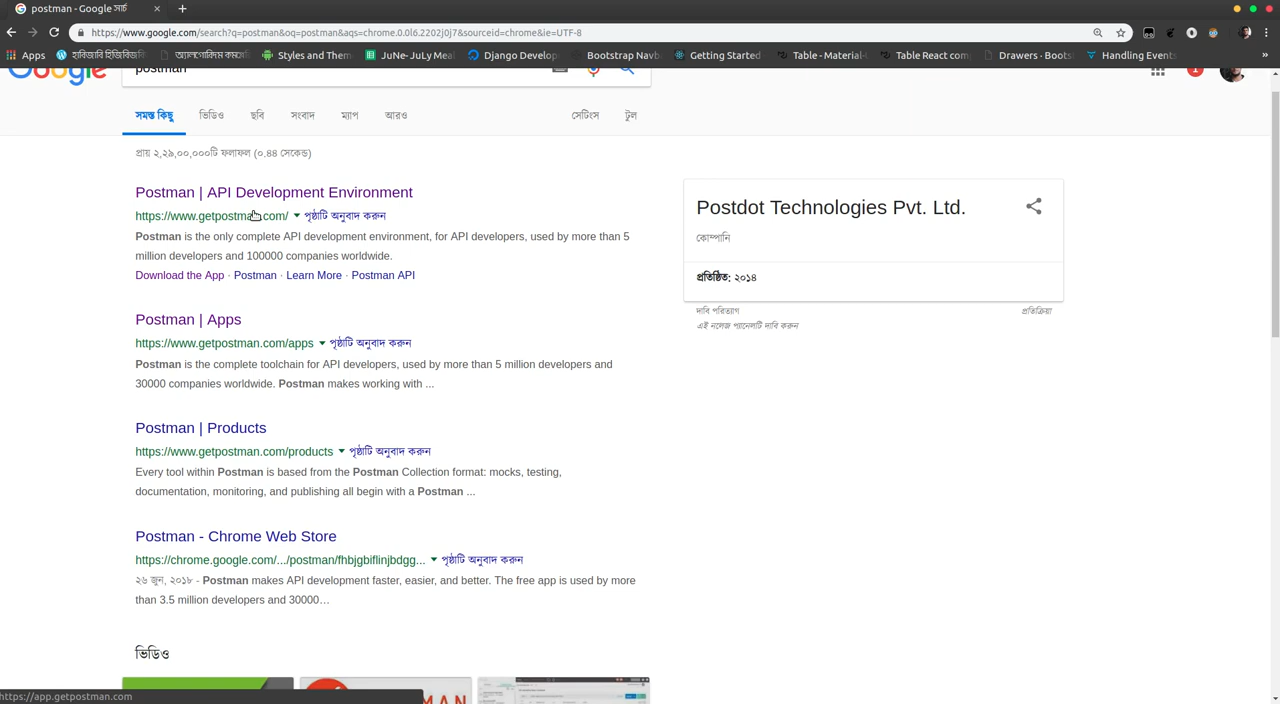 postman - Google সার্চ
https://www.google.com/search?q=postman&oq=postman&aqs=chrome.0.0l6.2202j0j7&sourceid=chrome&ie=UTF-8
Apps
Styles and Them
JuNe-JuLy Meal
Django Develop
Bootstrap Navb
Getting Started
Table - Material-
Table React com
Drawers - Boots
Handling Events
»
Google
postman
1
সমস্ত কিছু ভিডিও ছবি সংবাদ ম্যাপ আরও সেটিংস টুল
প্রায় ২,২৯,০০,০০০টি ফলাফল (০.৪৪ সেকেন্ড)
Postman | API Development Environment
https://www.getpostman.com/ পৃষ্ঠাটি অনুবাদ করুন
Postman is the only complete API development environment, for API developers, used by more than 5
million developers and 100000 companies worldwide.
Download the App · Postman · Learn More · Postman API
Postman | Apps
https://www.getpostman.com/apps পৃষ্ঠাটি অনুবাদ করুন
Postman is the complete toolchain for API developers, used by more than 5 million developers and
30000 companies worldwide. Postman makes working with ...
Postman | Products
https://www.getpostman.com/products পৃষ্ঠাটি অনুবাদ করুন
Every tool within Postman is based from the Postman Collection format: mocks, testing,
documentation, monitoring, and publishing all begin with a Postman ...
Postman - Chrome Web Store
https://chrome.google.com/.../postman/fhbjgbiflinjbdgg... পৃষ্ঠাটি অনুবাদ করুন
২৬ জুন, ২০১৮ - Postman makes API development faster, easier, and better. The free app is used by more
than 3.5 million developers and 30000…
ভিডিও
Postdot Technologies Pvt. Ltd.
কোম্পানি
প্রতিষ্ঠিত: ২০১৪
দাবি পরিত্যাগ প্রতিক্রিয়া
এই নলেজ প্যানেলটি দাবি করুন
https://app.getpostman.com